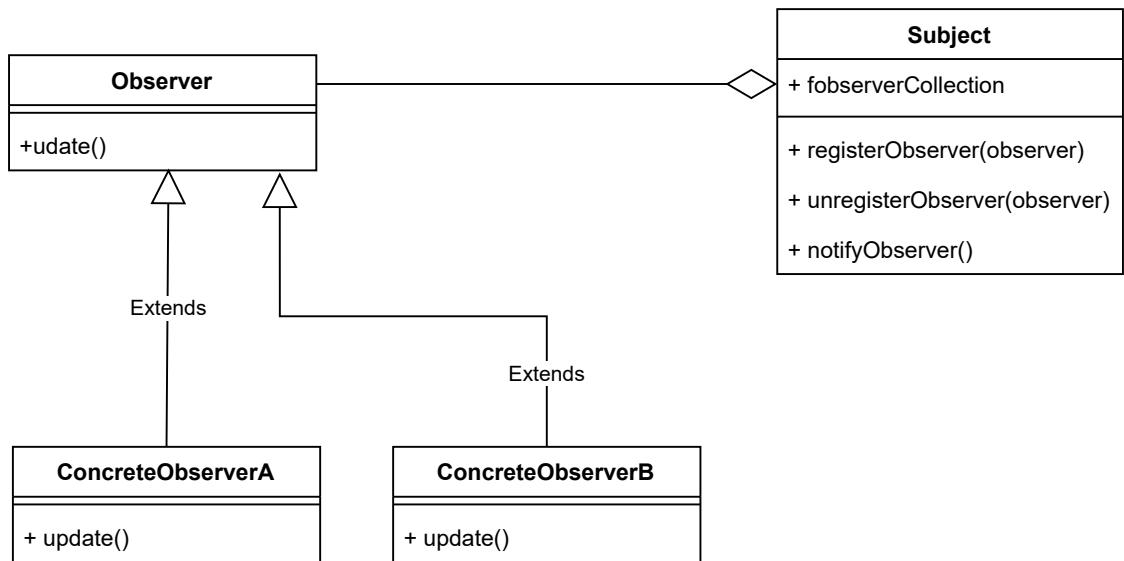 Subject
Observer
+ fobserverCollection
+udate()
+ registerObserver(observer)
+ unregisterObserver(observer)
+ notifyObserver()
Extends
Extends
ConcreteObserverA
ConcreteObserverB
+ update()
+ update()